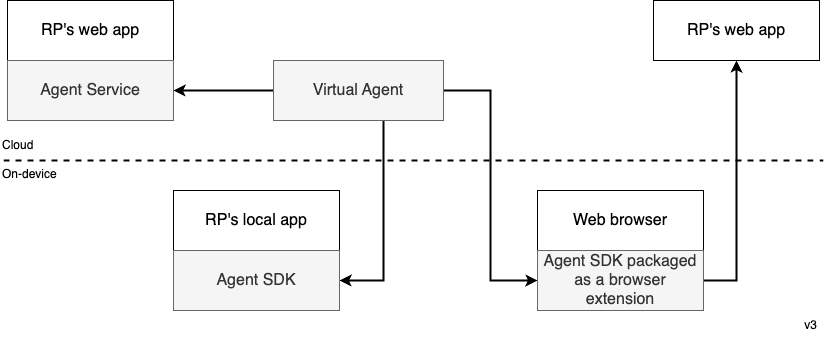 RP's web app
RP's web app
Agent Service
Virtual Agent
Cloud
On-device
RP's local app
Web browser
Agent SDK
Agent SDK packaged
as a browser
extension
v3